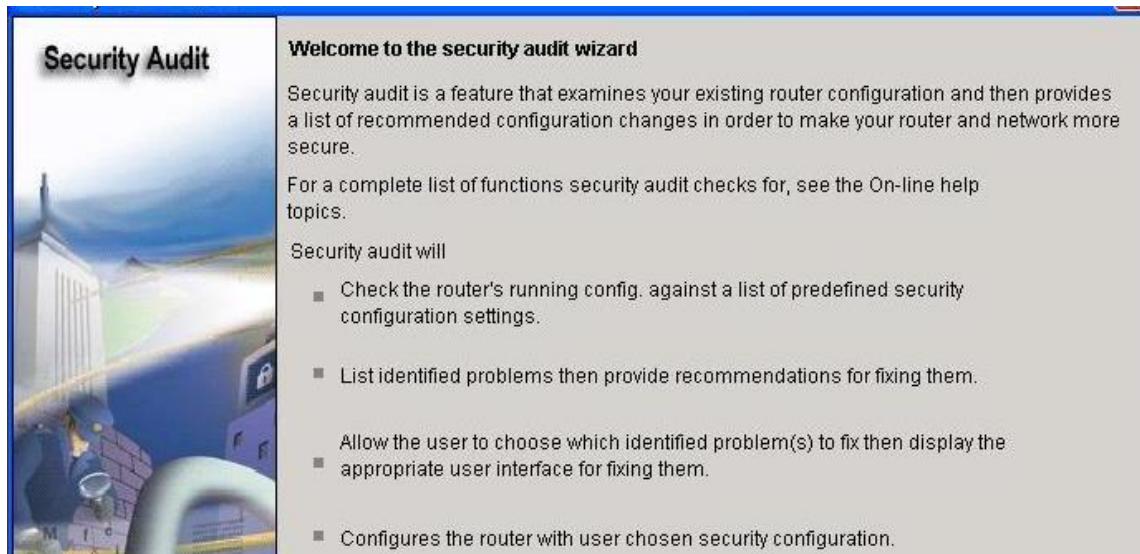 Security Audit
Welcome to the security audit wizard
Security audit is a feature that examines your existing router configuration and then provides
a list of recommended configuration changes in order to make your router and network more
secure.
For a complete list of functions security audit checks for, see the On-line help
topics.
Security audit will
Check the router's running config. against a list of predefined security
configuration settings.
List identified problems then provide recommendations for fixing them.
Allow the user to choose which identified problem(s) to fix then display the
appropriate user interface for fixing them.
Configures the router with user chosen security configuration.